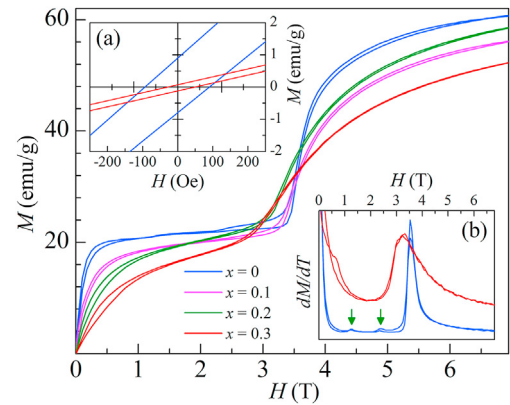 (a)
2
1
0
-1
-2
M (emu/g)
-200 -100 0 100 200
H (Oe)
60
40
20
0
M (emu/g)
H (T)
0 1 2 3 4 5 6
(b)
dM/dT
x = 0
x = 0.1
x = 0.2
x = 0.3
0 1 2 3 4 5 6
H (T)